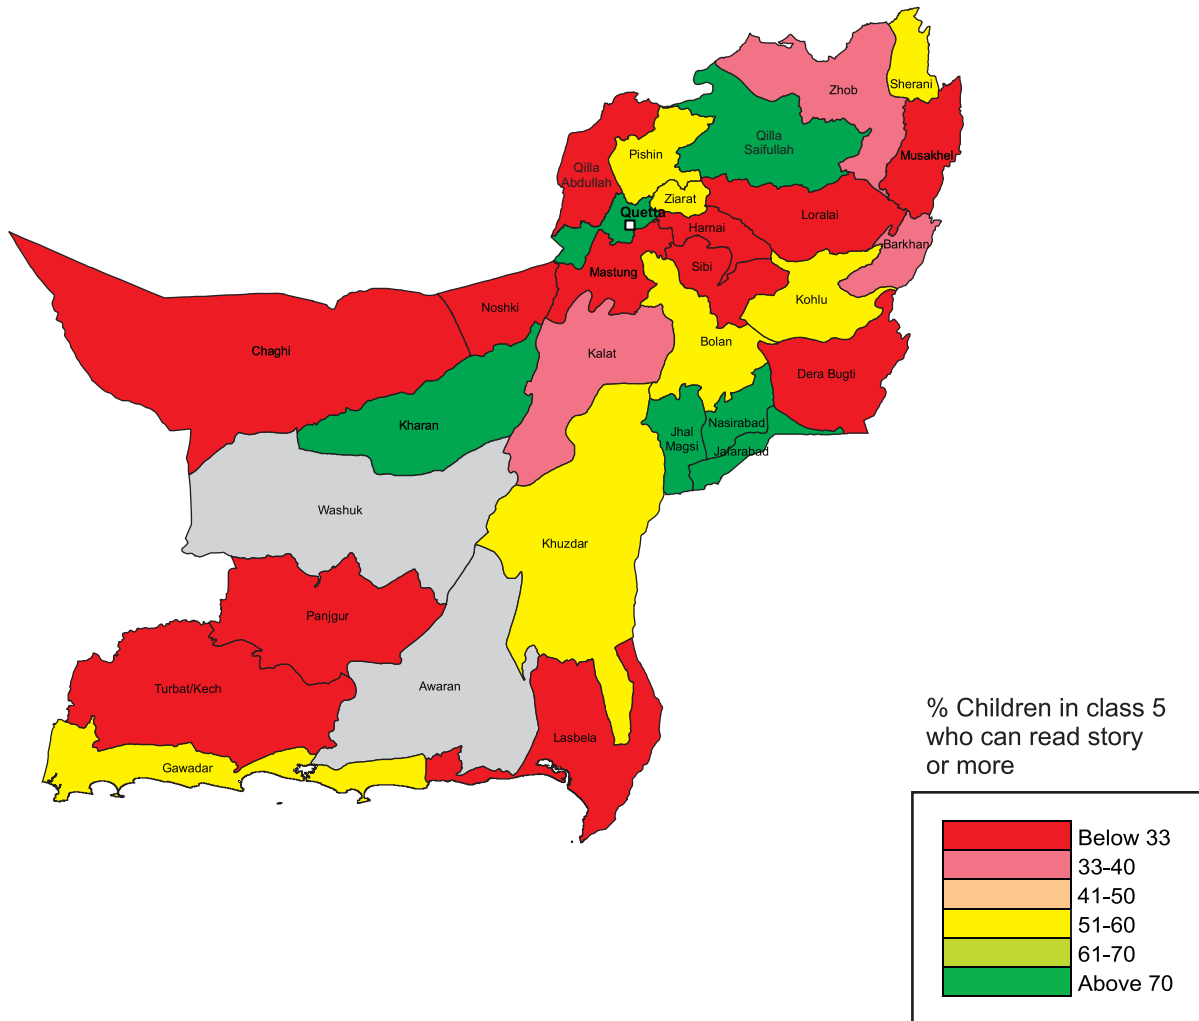 Sherani
Zhob
Qilla
Saifullah
Pishin
Musakhel
Qilla
Abdullah
Ziarat
Quetta
Loralai
Harnai
Barkhan
Mastung
Sibi
Kohlu
Noshki
Bolan
Chaghi
Kalat
Dera Bugti
Kharan
Nasirabad
Jhal
Magsi
Jafarabad
Washuk
Khuzdar
Panjgur
Turbat/Kech
Awaran
Lasbela
Gawadar
% Children in class 5
who can read story
or more
Below 33
33-40
41-50
51-60
61-70
Above 70